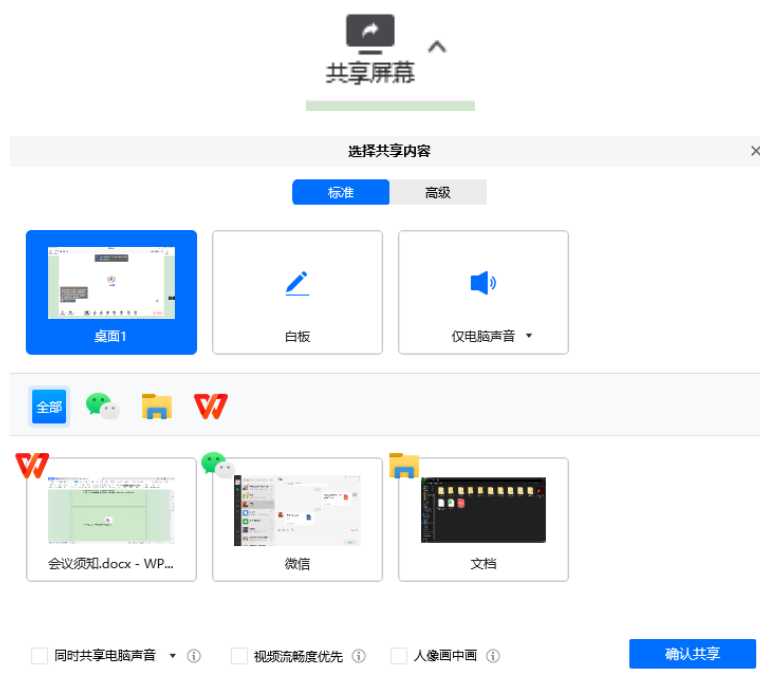 共享屏幕
选择共享内容
标准 高级
桌面1 白板 仅电脑声音
全部
会议须知.docx - WP... 微信 文档
同时共享电脑声音 视频流畅度优先 人像画中画 确认共享